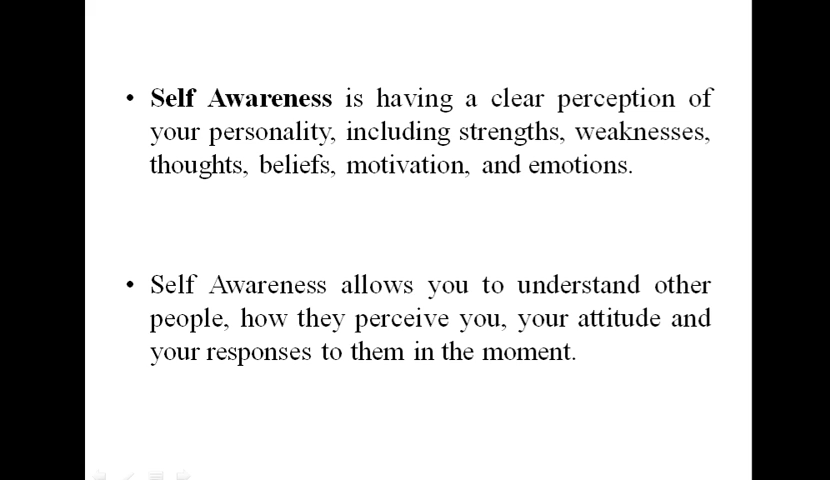 • Self Awareness is having a clear perception of
your personality, including strengths, weaknesses,
thoughts, beliefs, motivation, and emotions.
• Self Awareness allows you to understand other
people, how they perceive you, your attitude and
your responses to them in the moment.